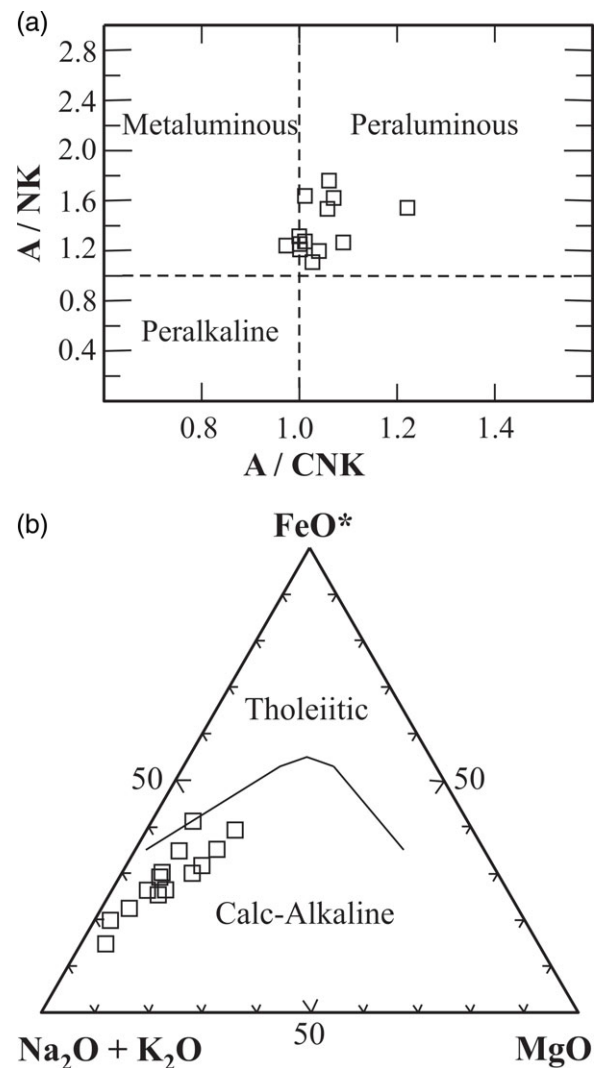 (a)
2.8
2.4
Metaluminous Peraluminous
2.0
1.6
1.2
0.8
Peralkaline
0.4
A / NK
0.8 1.0 1.2 1.4
A / CNK
(b)
FeO*
Tholeiitic
50 50
Calc-Alkaline
50
Na₂O + K₂O MgO